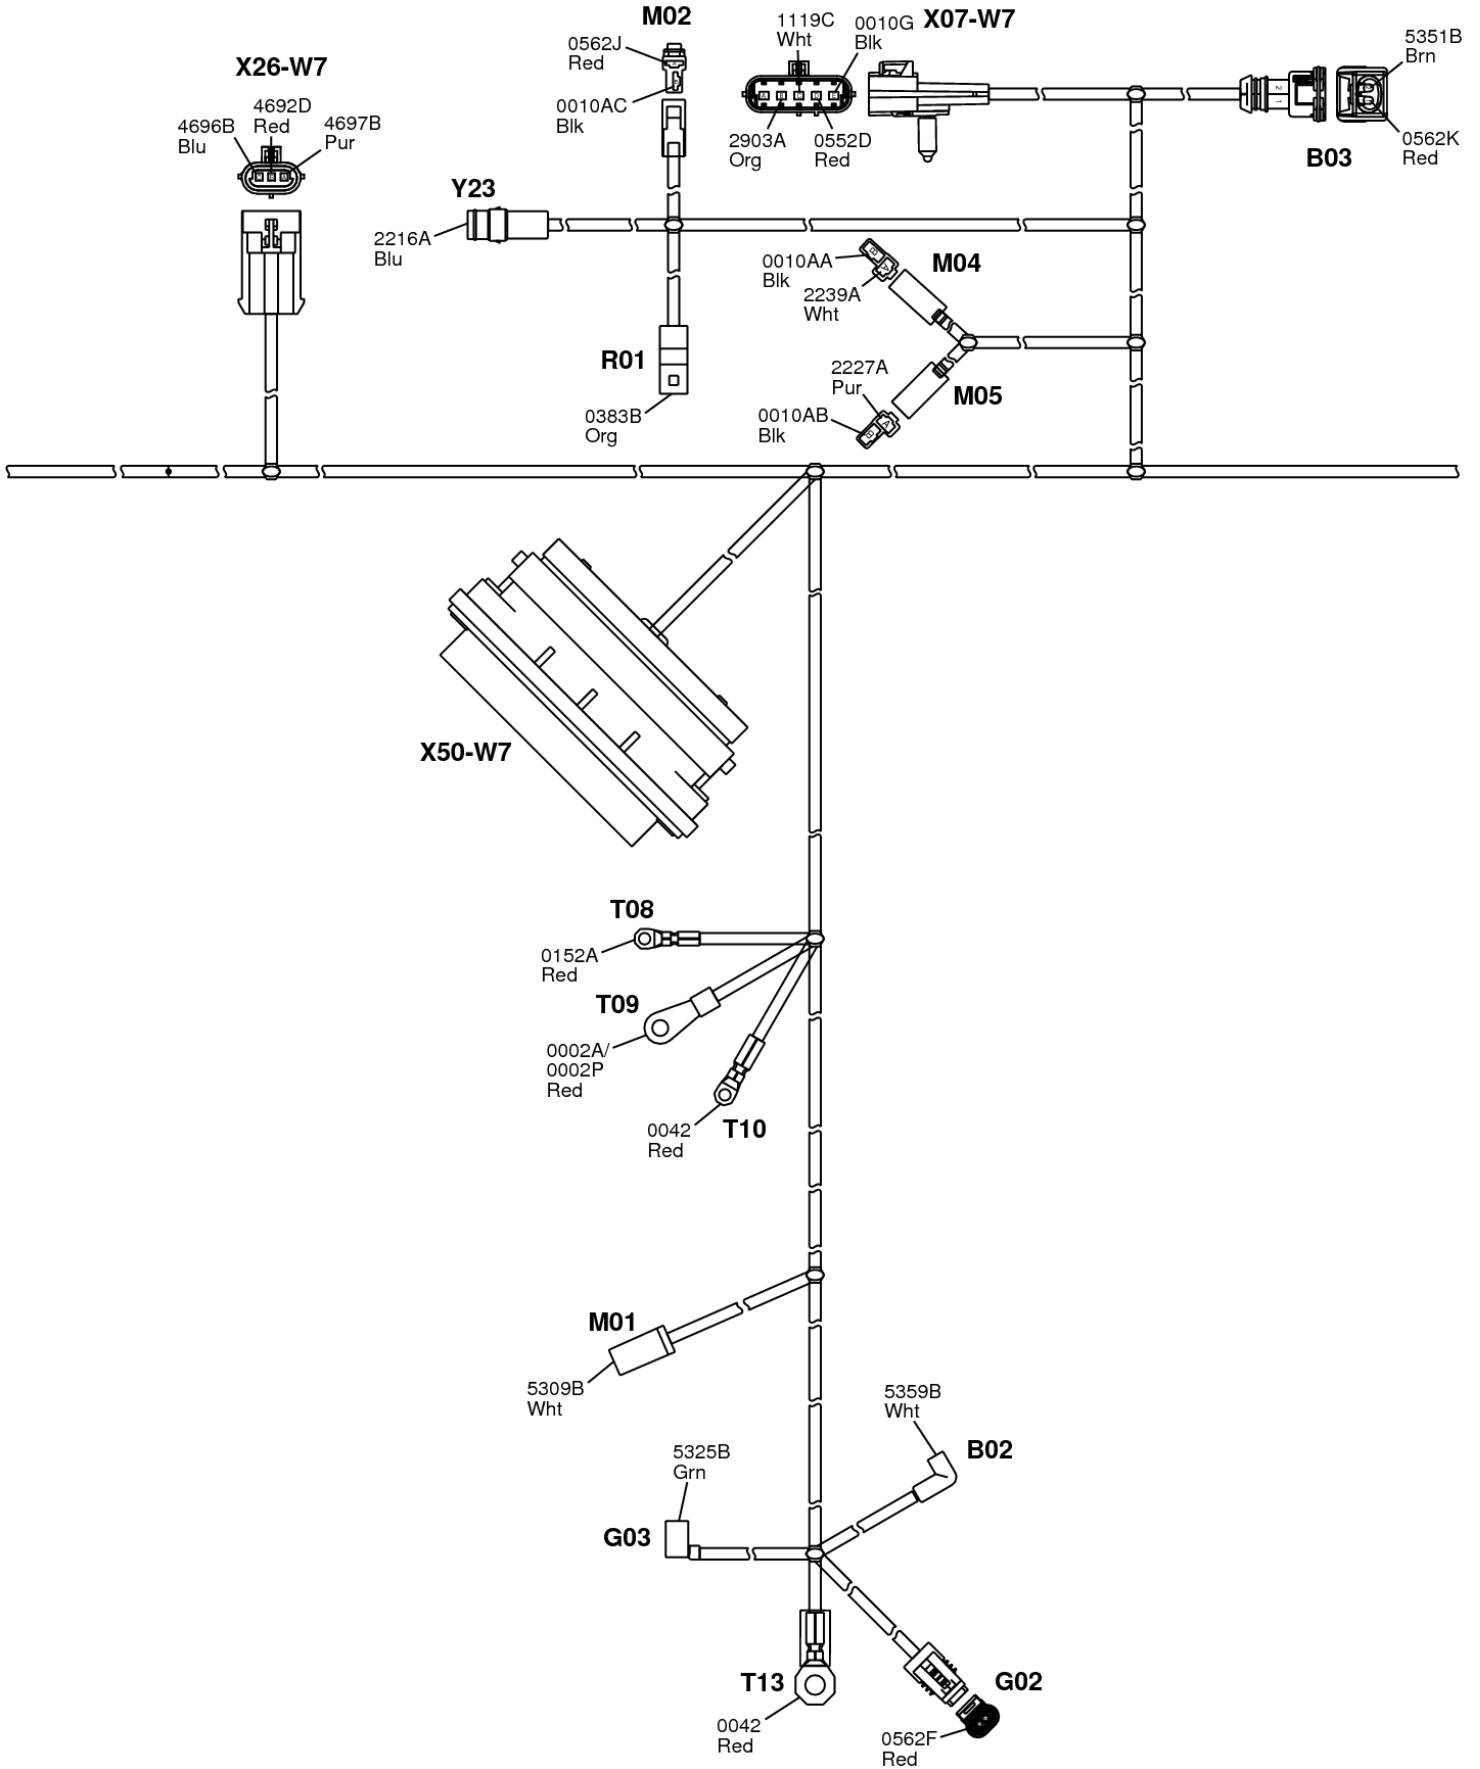 M02
0562J
Red
0010AC
Blk
1119C
Wht
0010G
Blk
X07-W7
2903A
Org
0552D
Red
5351B
Brn
2 1
0562K
Red
B03
X26-W7
4692D
Red
4696B
Blu
4697B
Pur
Y23
2216A
Blu
0010AA
Blk
B
A
M04
2239A
Wht
R01
0383B
Org
2227A
Pur
A
B
M05
0010AB
Blk
X50-W7
T08
0152A
Red
T09
0002A/
0002P
Red
0042
Red
T10
M01
5309B
Wht
5359B
Wht
B02
5325B
Grn
G03
T13
0042
Red
G02
0562F
Red